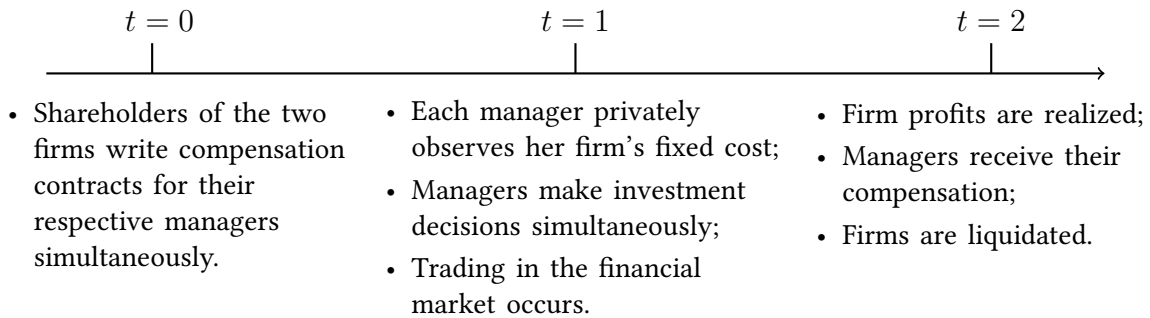 t = 0
t = 1
t = 2
• Shareholders of the two
firms write compensation
contracts for their
respective managers
simultaneously.
• Each manager privately
observes her firm's fixed cost;
• Managers make investment
decisions simultaneously;
• Trading in the financial
market occurs.
• Firm profits are realized;
• Managers receive their
compensation;
• Firms are liquidated.